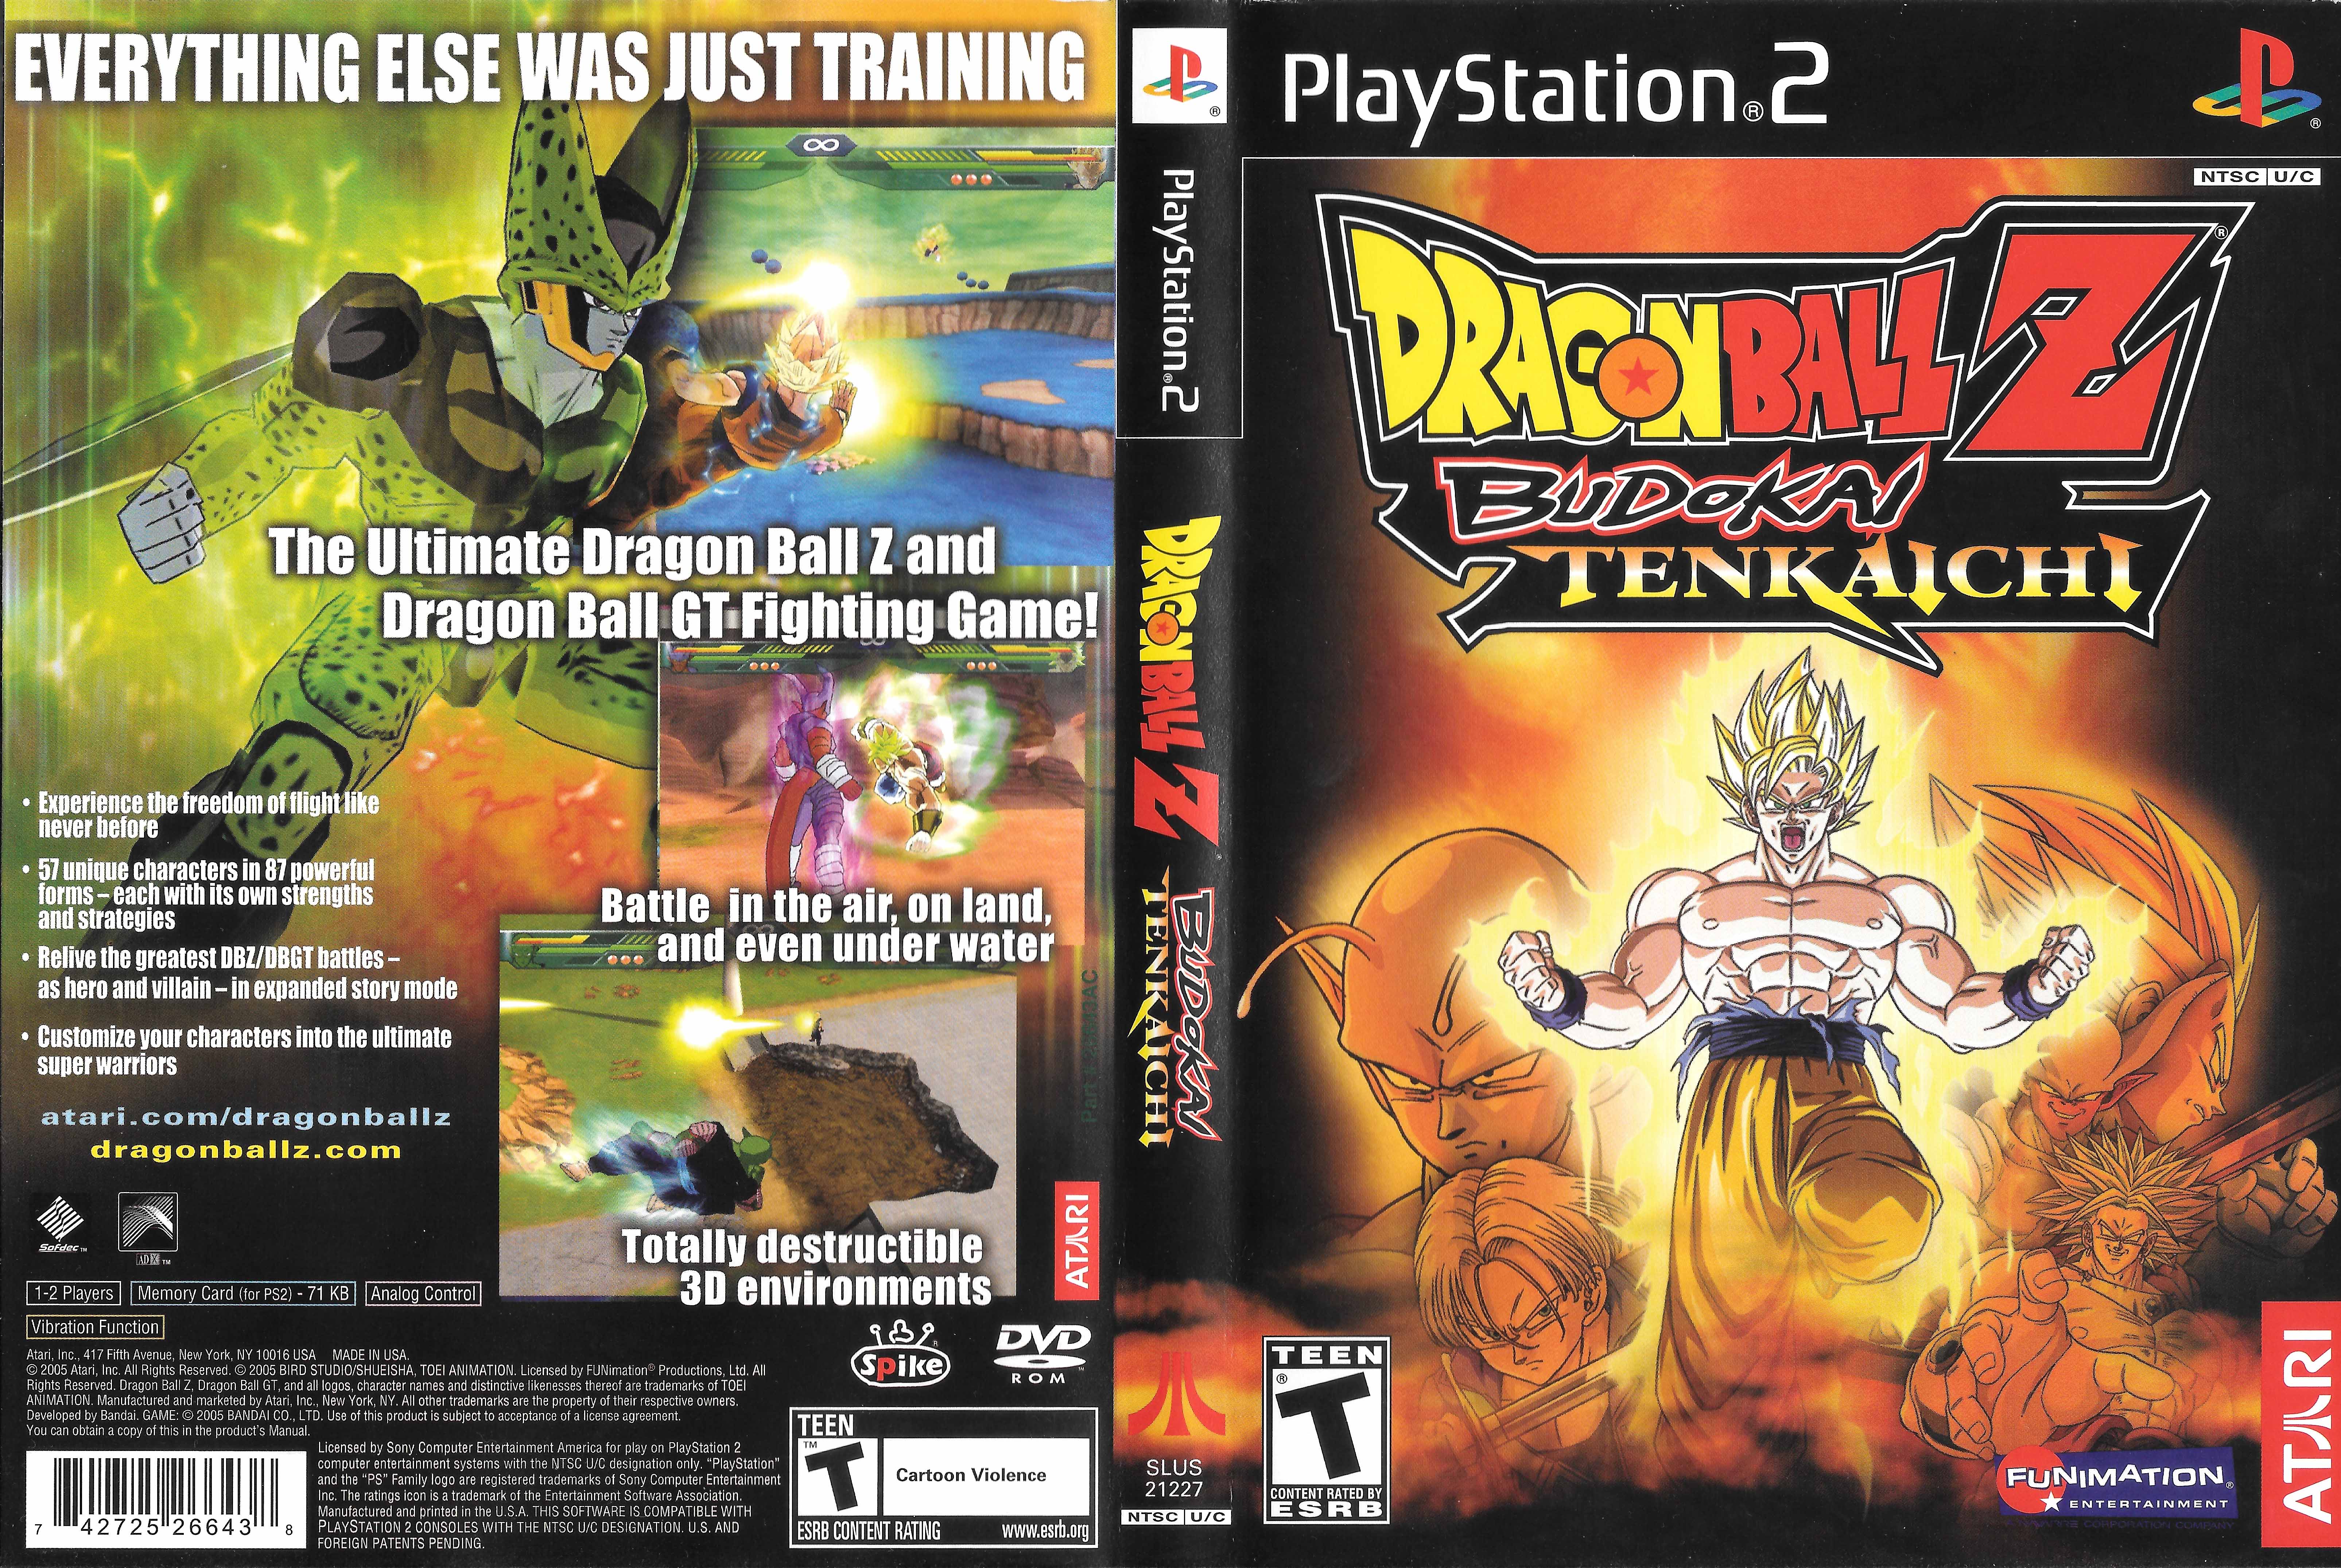 EVERYTHING ELSE WAS JUST TRAINING
The Ultimate Dragon Ball Z and
Dragon Ball GT Fighting Game!
• Experience the freedom of flight like
never before
• 57 unique characters in 87 powerful
forms – each with its own strengths
and strategies
• Relive the greatest DBZ/DBGT battles –
as hero and villain – in expanded story mode
• Customize your characters into the ultimate
super warriors
Battle in the air, on land,
and even under water
Totally destructible
3D environments
atari.com/dragonballz
dragonballz.com
Sofdec™
ADX™
ATARI
1-2 Players
Memory Card (for PS2) - 71 KB
Analog Control
Vibration Function
Spike
DVD
ROM
Atari, Inc., 417 Fifth Avenue, New York, NY 10016 USA MADE IN USA.
© 2005 Atari, Inc. All Rights Reserved. © 2005 BIRD STUDIO/SHUEISHA, TOEI ANIMATION. Licensed by FUNimation® Productions, Ltd. All
Rights Reserved. Dragon Ball Z, Dragon Ball GT, and all logos, character names and distinctive likenesses thereof are trademarks of TOEI
ANIMATION. Manufactured and marketed by Atari, Inc., New York, NY. All other trademarks are the property of their respective owners.
Developed by Bandai. GAME: © 2005 BANDAI CO., LTD. Use of this product is subject to acceptance of a license agreement.
You can obtain a copy of this in the product's Manual.
7 42725 26643 8
Licensed by Sony Computer Entertainment America for play on PlayStation 2
computer entertainment systems with the NTSC U/C designation only. “PlayStation”
and the “PS” Family logo are registered trademarks of Sony Computer Entertainment
Inc. The ratings icon is a trademark of the Entertainment Software Association.
Manufactured and printed in the U.S.A. THIS SOFTWARE IS COMPATIBLE WITH
PLAYSTATION 2 CONSOLES WITH THE NTSC U/C DESIGNATION. U.S. AND
FOREIGN PATENTS PENDING.
TEEN
T™
Cartoon Violence
ESRB CONTENT RATING www.esrb.org
PlayStation®2
DRAGON BALL Z
BUDOKAI
TENKAICHI
SLUS
21227
NTSC U/C
PlayStation®2
NTSC U/C
DRAGON BALL Z®
BUDOKAI
TENKAICHI
TEEN
T®
CONTENT RATED BY
ESRB
FUNIMATION®
ENTERTAINMENT
ATARI